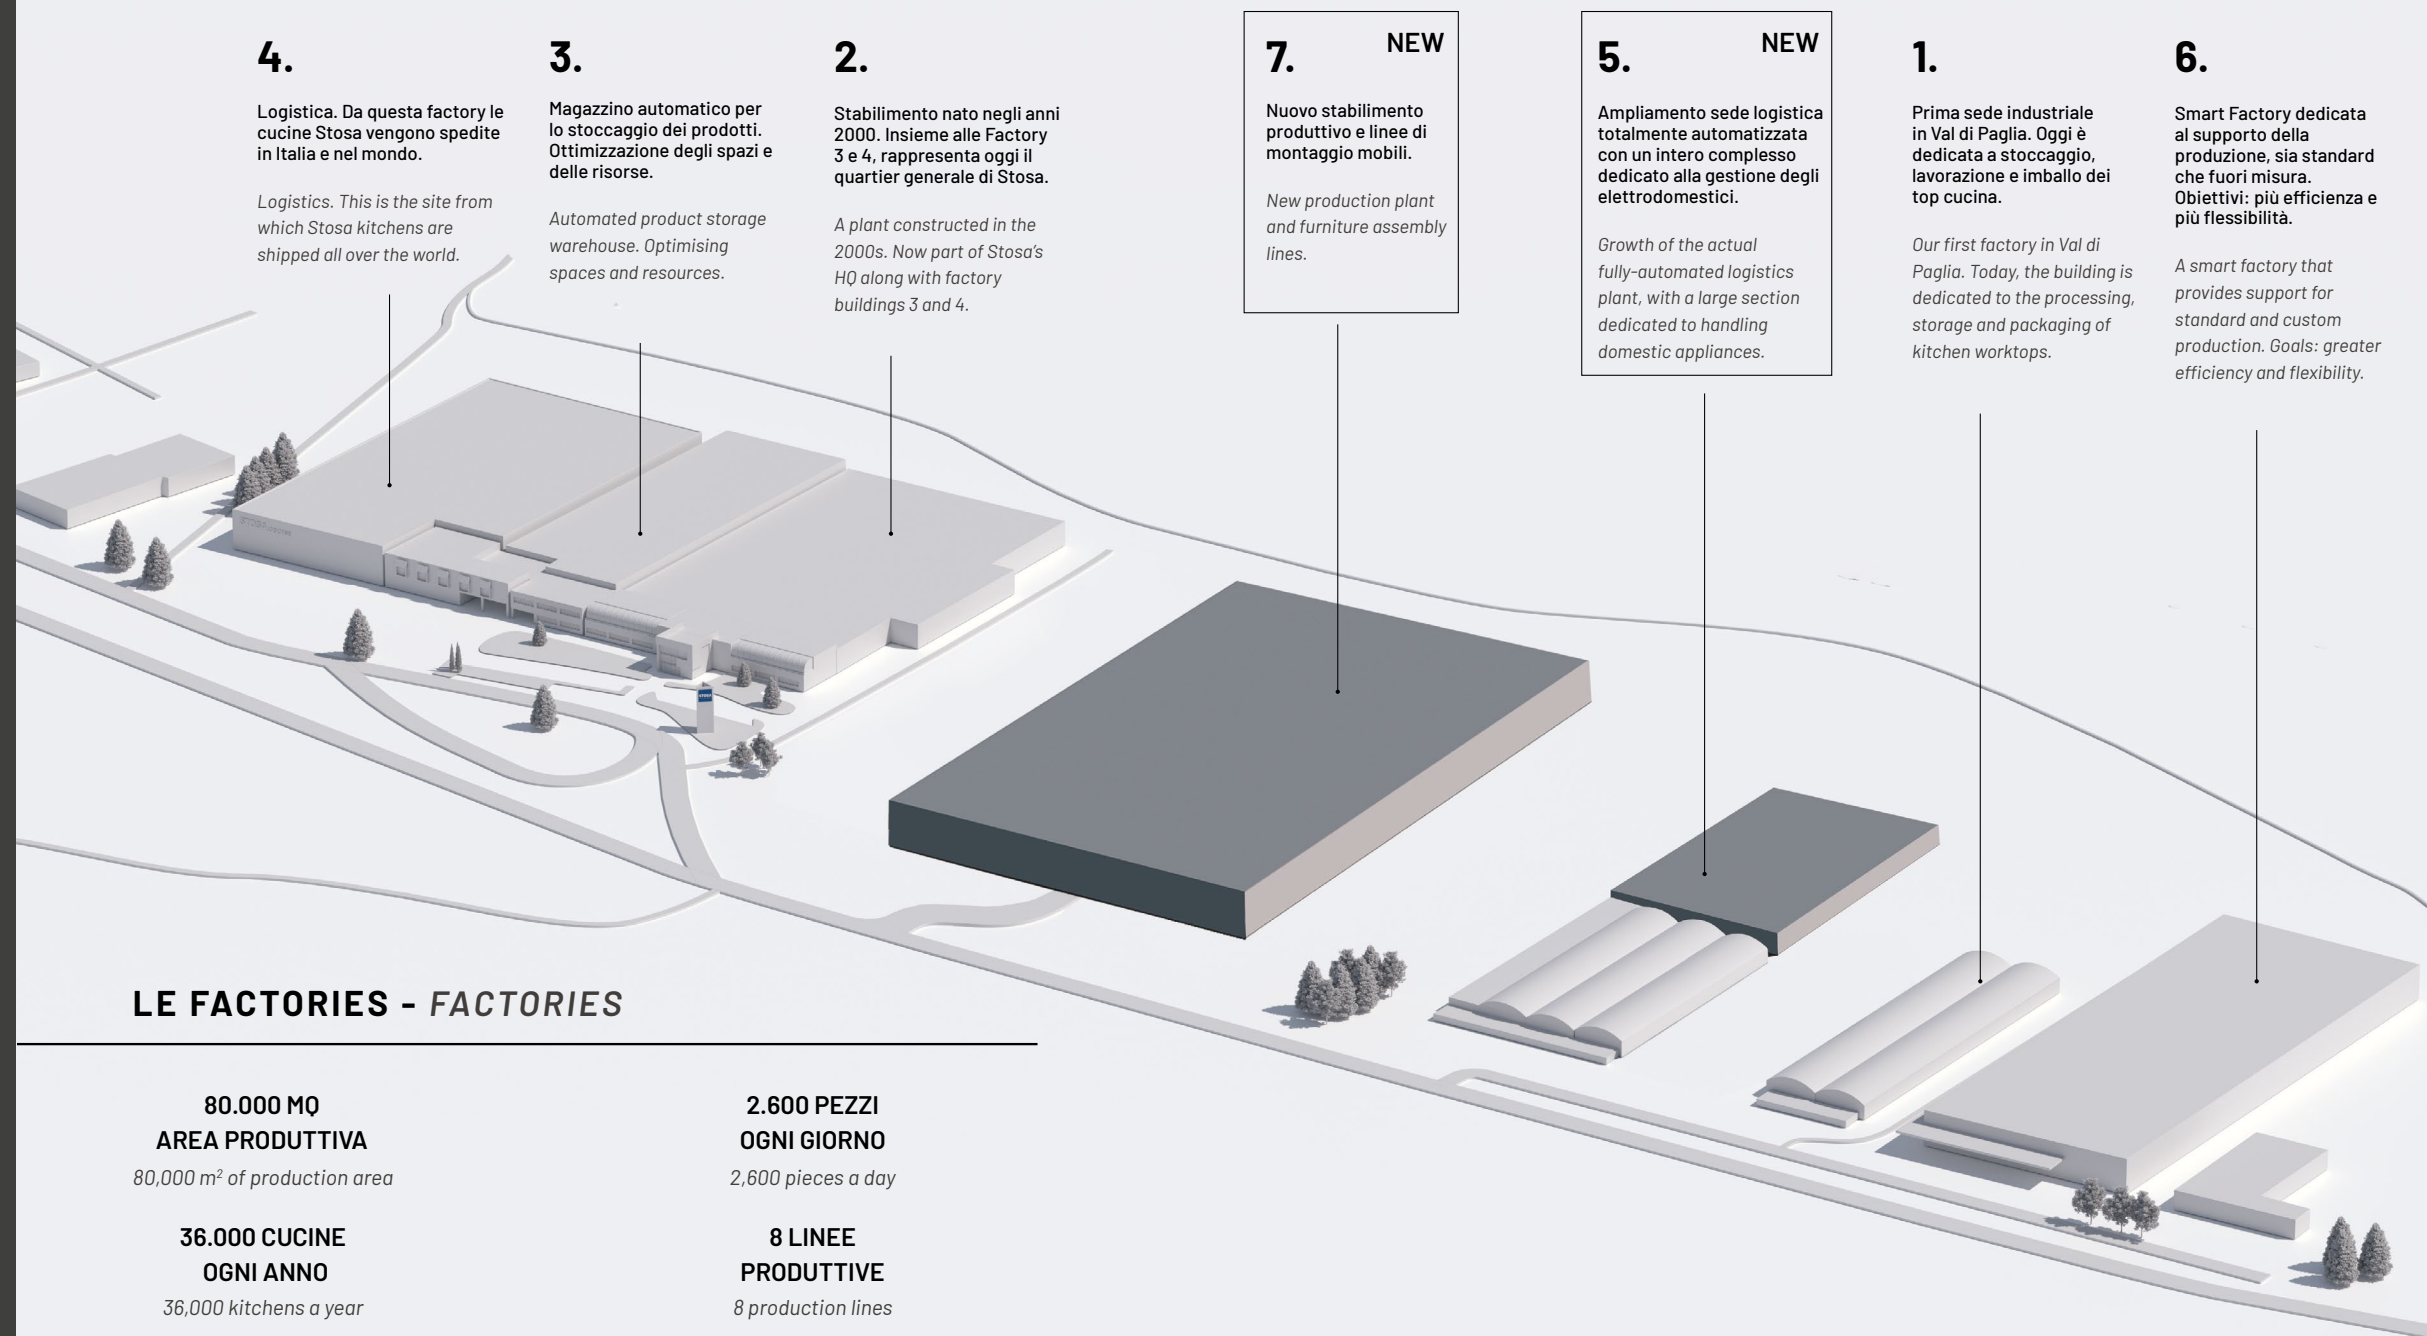 4.
Logistica. Da questa factory le
cucine Stosa vengono spedite
in Italia e nel mondo.
Logistics. This is the site from
which Stosa kitchens are
shipped all over the world.
3.
Magazzino automatico per
lo stoccaggio dei prodotti.
Ottimizzazione degli spazi e
delle risorse.
Automated product storage
warehouse. Optimising
spaces and resources.
2.
Stabilimento nato negli anni
2000. Insieme alle Factory
3 e 4, rappresenta oggi il
quartier generale di Stosa.
A plant constructed in the
2000s. Now part of Stosa’s
HQ along with factory
buildings 3 and 4.
7. NEW
Nuovo stabilimento
produttivo e linee di
montaggio mobili.
New production plant
and furniture assembly
lines.
5. NEW
Ampliamento sede logistica
totalmente automatizzata
con un intero complesso
dedicato alla gestione degli
elettrodomestici.
Growth of the actual
fully-automated logistics
plant, with a large section
dedicated to handling
domestic appliances.
1.
Prima sede industriale
in Val di Paglia. Oggi è
dedicata a stoccaggio,
lavorazione e imballo dei
top cucina.
Our first factory in Val di
Paglia. Today, the building is
dedicated to the processing,
storage and packaging of
kitchen worktops.
6.
Smart Factory dedicata
al supporto della
produzione, sia standard
che fuori misura.
Obiettivi: più efficienza e
più flessibilità.
A smart factory that
provides support for
standard and custom
production. Goals: greater
efficiency and flexibility.
STOSA
LE FACTORIES - FACTORIES
80.000 MQ
AREA PRODUTTIVA
80,000 m² of production area
2.600 PEZZI
OGNI GIORNO
2,600 pieces a day
36.000 CUCINE
OGNI ANNO
36,000 kitchens a year
8 LINEE
PRODUTTIVE
8 production lines